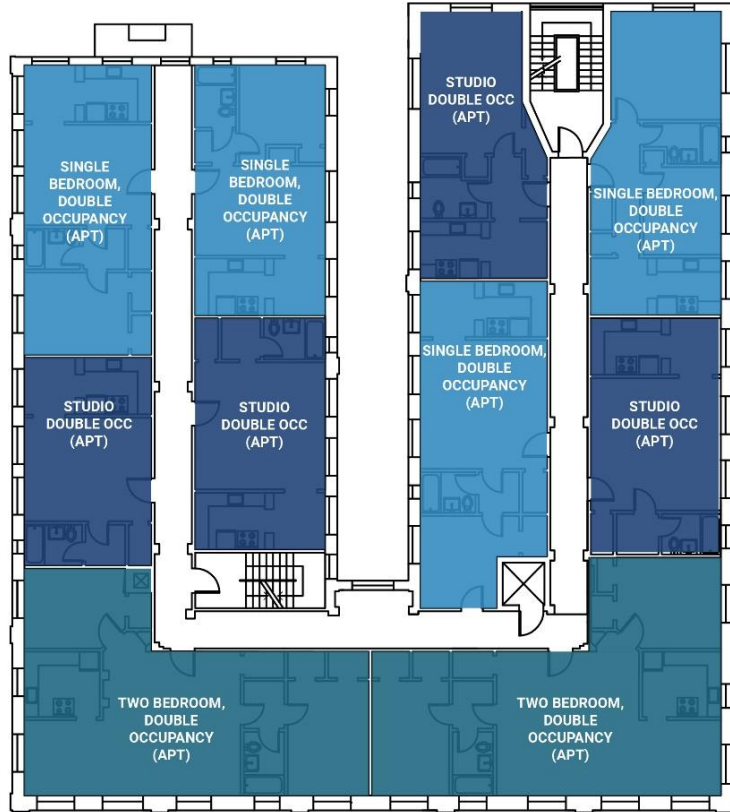 STUDIO
DOUBLE OCC
(APT)
SINGLE
BEDROOM,
DOUBLE
OCCUPANCY
(APT)
SINGLE
BEDROOM,
DOUBLE
OCCUPANCY
(APT)
SINGLE BEDROOM,
DOUBLE
OCCUPANCY
(APT)
SINGLE BEDROOM,
DOUBLE
OCCUPANCY
(APT)
STUDIO
DOUBLE OCC
(APT)
STUDIO
DOUBLE OCC
(APT)
STUDIO
DOUBLE OCC
(APT)
TWO BEDROOM,
DOUBLE
OCCUPANCY
(APT)
TWO BEDROOM,
DOUBLE
OCCUPANCY
(APT)